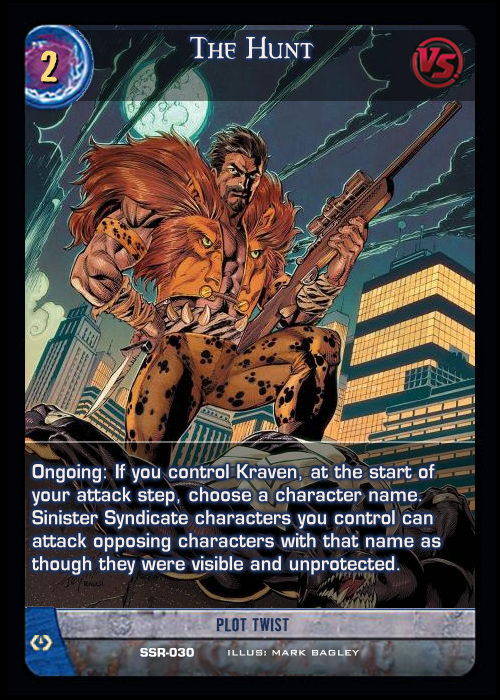 2
The Hunt
VS.
Ongoing: If you control Kraven, at the start of
your attack step, choose a character name.
Sinister Syndicate characters you control can
attack opposing characters with that name as
though they were visible and unprotected.
PLOT TWIST
SSR-030 ILLUS: MARK BAGLEY